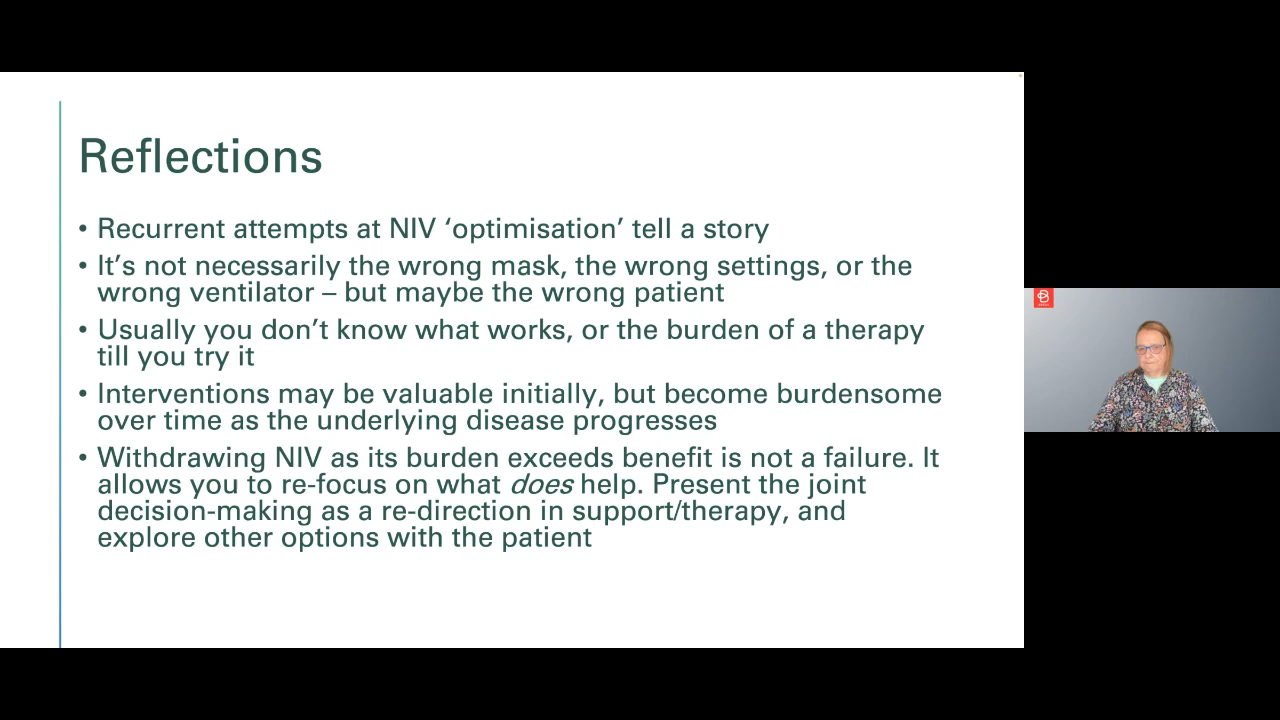 Reflections
• Recurrent attempts at NIV ‘optimisation’ tell a story
• It’s not necessarily the wrong mask, the wrong settings, or the
wrong ventilator – but maybe the wrong patient
• Usually you don’t know what works, or the burden of a therapy
till you try it
• Interventions may be valuable initially, but become burdensome
over time as the underlying disease progresses
• Withdrawing NIV as its burden exceeds benefit is not a failure. It
allows you to re-focus on what does help. Present the joint
decision-making as a re-direction in support/therapy, and
explore other options with the patient